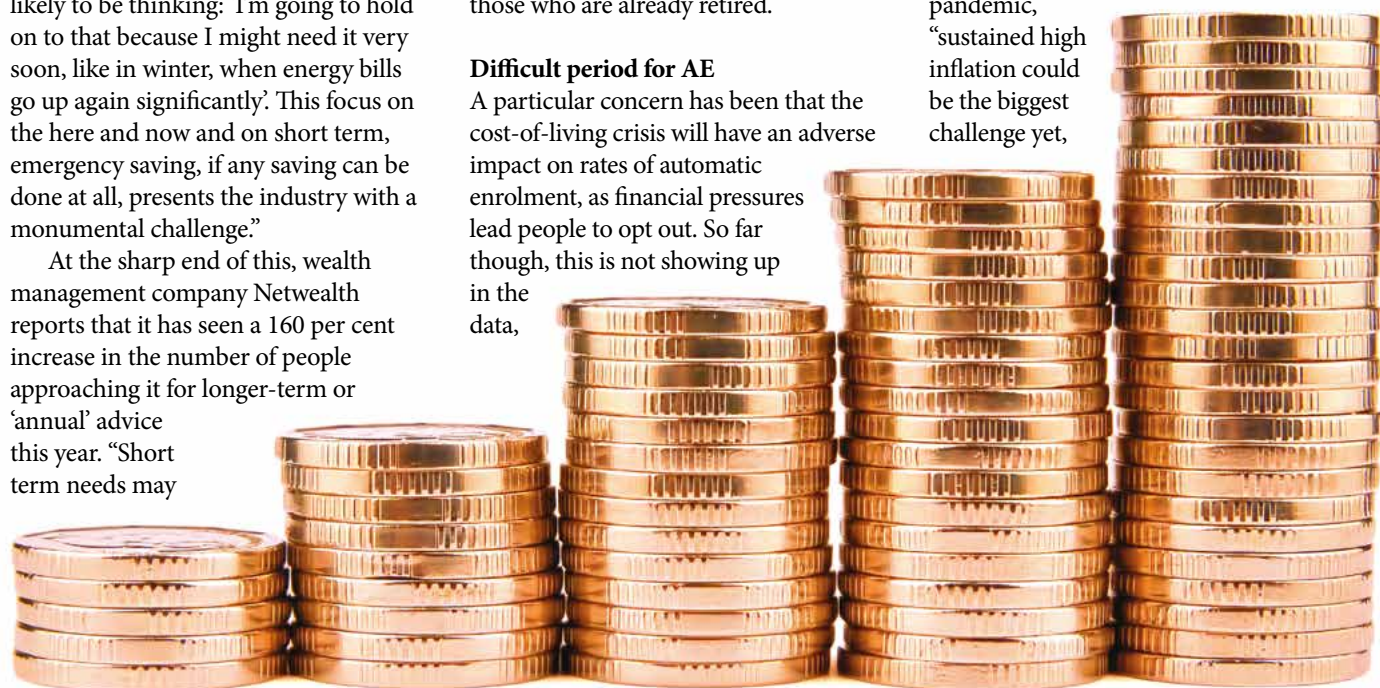 likely to be thinking: ‘I’m going to hold
on to that because I might need it very
soon, like in winter, when energy bills
go up again significantly’. This focus on
the here and now and on short term,
emergency saving, if any saving can be
done at all, presents the industry with a
monumental challenge.”
At the sharp end of this, wealth
management company Netwealth
reports that it has seen a 160 per cent
increase in the number of people
approaching it for longer-term or
‘annual’ advice
this year. “Short
term needs may
those who are already retired.
Difficult period for AE
A particular concern has been that the
cost-of-living crisis will have an adverse
impact on rates of automatic
enrolment, as financial pressures
lead people to opt out. So far
though, this is not showing up
in the
data,
pandemic,
“sustained high
inflation could
be the biggest
challenge yet,